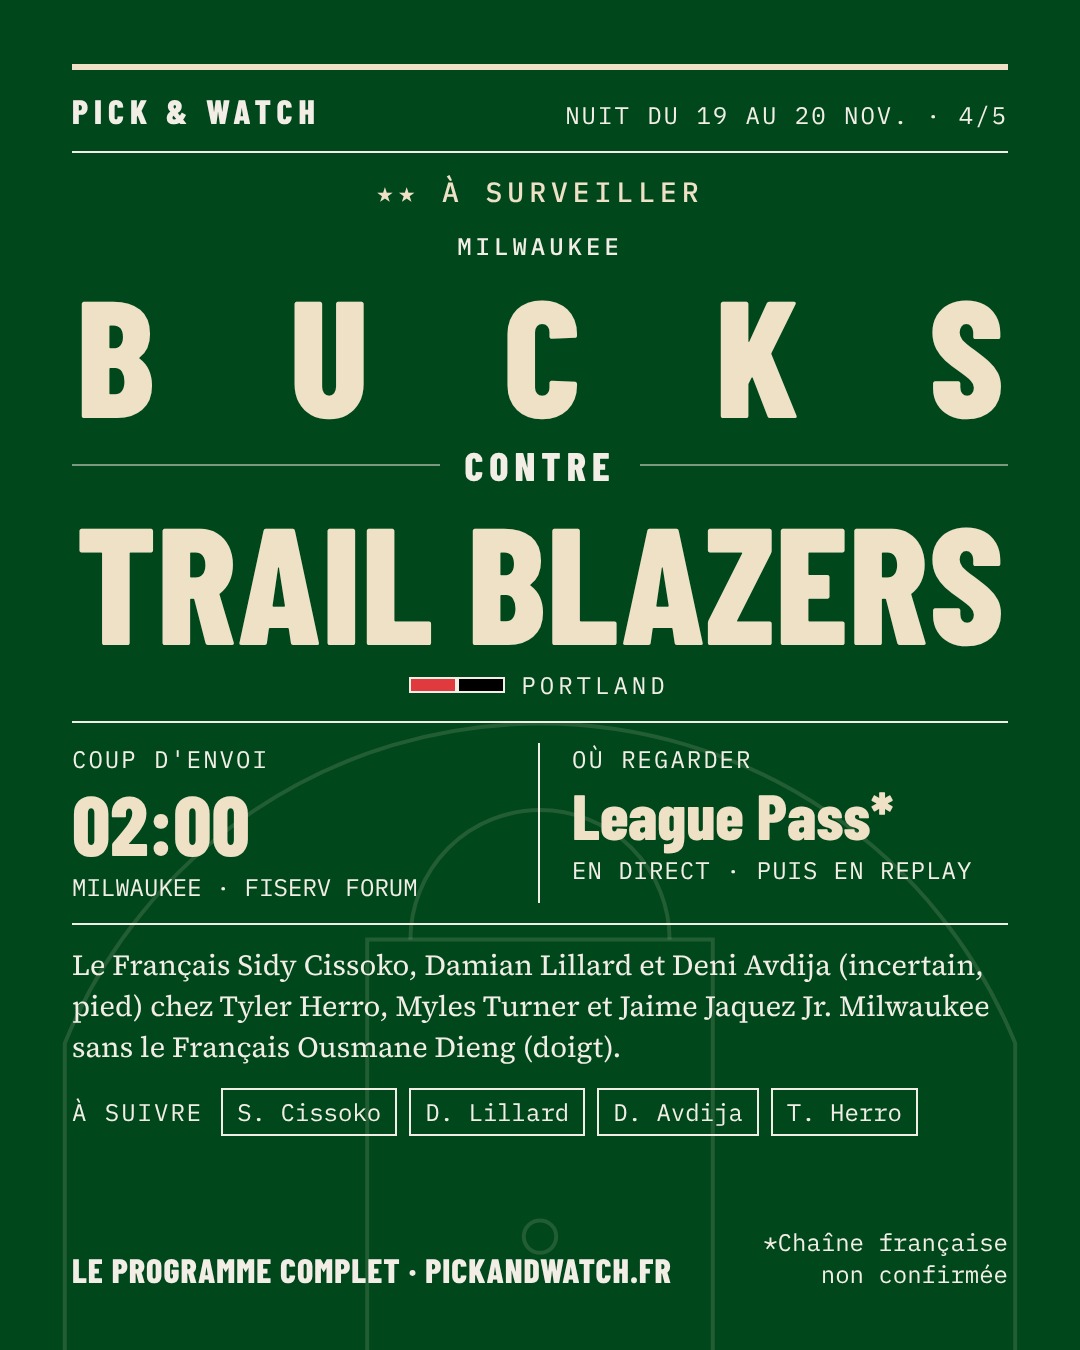 PICK & WATCH
NUIT DU 19 AU 20 NOV. · 4/5
★★ À SURVEILLER
MILWAUKEE
BUCKS
CONTRE
TRAIL BLAZERS
PORTLAND
COUP D'ENVOI
02:00
MILWAUKEE · FISERV FORUM
OÙ REGARDER
League Pass*
EN DIRECT · PUIS EN REPLAY
Le Français Sidy Cissoko, Damian Lillard et Deni Avdija (incertain,
pied) chez Tyler Herro, Myles Turner et Jaime Jaquez Jr. Milwaukee
sans le Français Ousmane Dieng (doigt).
À SUIVRE S. Cissoko D. Lillard D. Avdija T. Herro
LE PROGRAMME COMPLET · PICKANDWATCH.FR
*Chaîne française
non confirmée